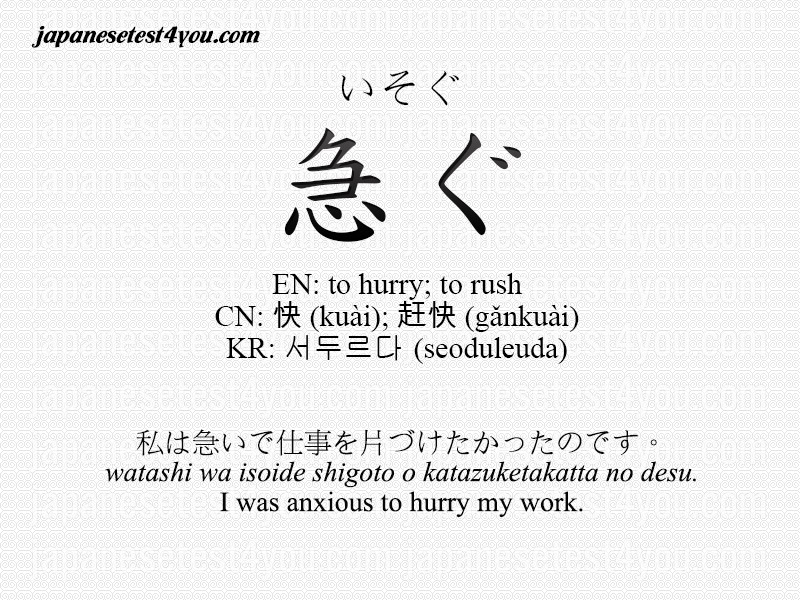 japanesetest4you.com
いそぐ
急ぐ
EN: to hurry; to rush
CN: 快 (kuài); 赶快 (gǎnkuài)
KR: 서두르다 (seoduleuda)
私は急いで仕事を片づけたかったのです。
watashi wa isoide shigoto o katazuketakatta no desu.
I was anxious to hurry my work.